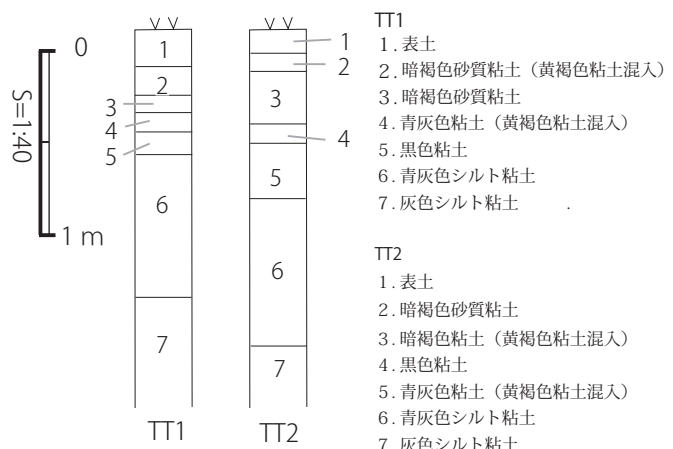 0
S=1:40
1 m
1
2
3
4
5
6
7
TT1
1
2
3
4
5
6
7
TT2
TT1
1. 表土
2. 暗褐色砂質粘土（黄褐色粘土混入）
3. 暗褐色砂質粘土
4. 青灰色粘土（黄褐色粘土混入）
5. 黒色粘土
6. 青灰色シルト粘土
7. 灰色シルト粘土 .
TT2
1. 表土
2. 暗褐色砂質粘土
3. 暗褐色粘土（黄褐色粘土混入）
4. 黒色粘土
5. 青灰色粘土（黄褐色粘土混入）
6. 青灰色シルト粘土
7. 灰色シルト粘土